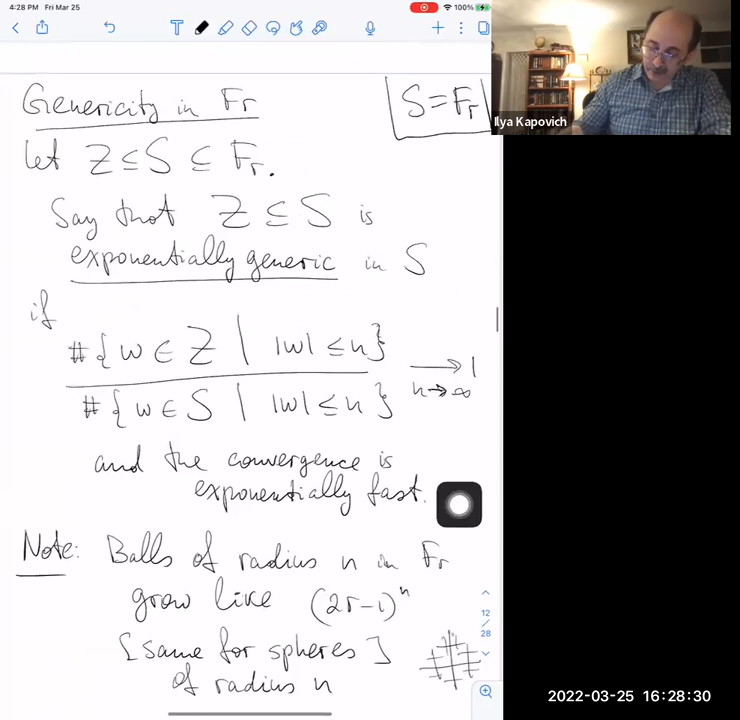 4:28 PM Fri Mar 25
100%
Genericity in Fr
S = Fr
Ilya Kapovich
Let Z ⊆ S ⊆ Fr.
Say that Z ⊆ S is
exponentially generic in S
if
#{w ∈ Z | |w| ≤ n}
#{w ∈ S | |w| ≤ n}
→ 1
n→∞
and the convergence is
exponentially fast.
Note: Balls of radius n in Fr
grow like (2r-1)^n
[same for spheres]
of radius n
12
/
28
2022-03-25 16:28:30